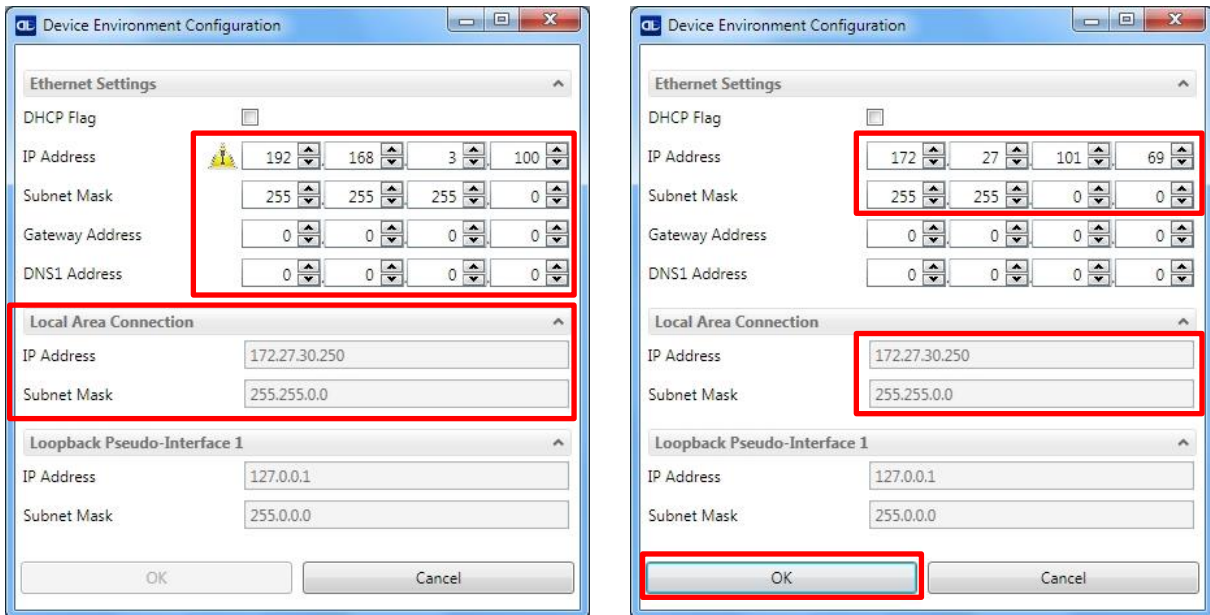 Device Environment Configuration
Ethernet Settings
DHCP Flag
IP Address 192 . 168 . 3 . 100
Subnet Mask 255 . 255 . 255 . 0
Gateway Address 0 . 0 . 0 . 0
DNS1 Address 0 . 0 . 0 . 0
Local Area Connection
IP Address 172.27.30.250
Subnet Mask 255.255.0.0
Loopback Pseudo-Interface 1
IP Address 127.0.0.1
Subnet Mask 255.0.0.0
OK Cancel
Device Environment Configuration
Ethernet Settings
DHCP Flag
IP Address 172 . 27 . 101 . 69
Subnet Mask 255 . 255 . 0 . 0
Gateway Address 0 . 0 . 0 . 0
DNS1 Address 0 . 0 . 0 . 0
Local Area Connection
IP Address 172.27.30.250
Subnet Mask 255.255.0.0
Loopback Pseudo-Interface 1
IP Address 127.0.0.1
Subnet Mask 255.0.0.0
OK Cancel